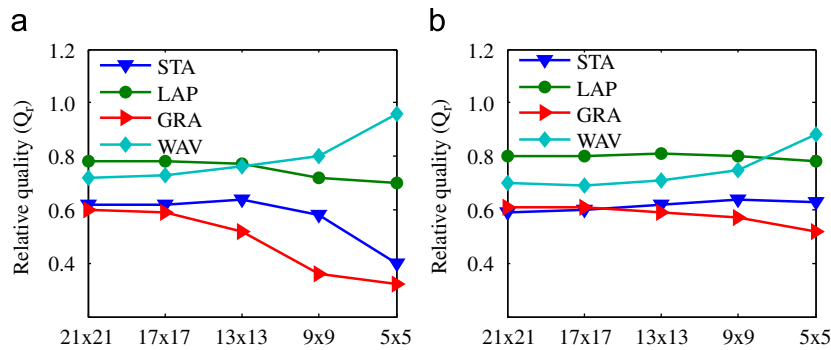 a
Relative quality (Qr)
1.2
1.0
0.8
0.6
0.4
STA
LAP
GRA
WAV
21x21 17x17 13x13 9x9 5x5
b
Relative quality (Qr)
1.2
1.0
0.8
0.6
0.4
STA
LAP
GRA
WAV
21x21 17x17 13x13 9x9 5x5